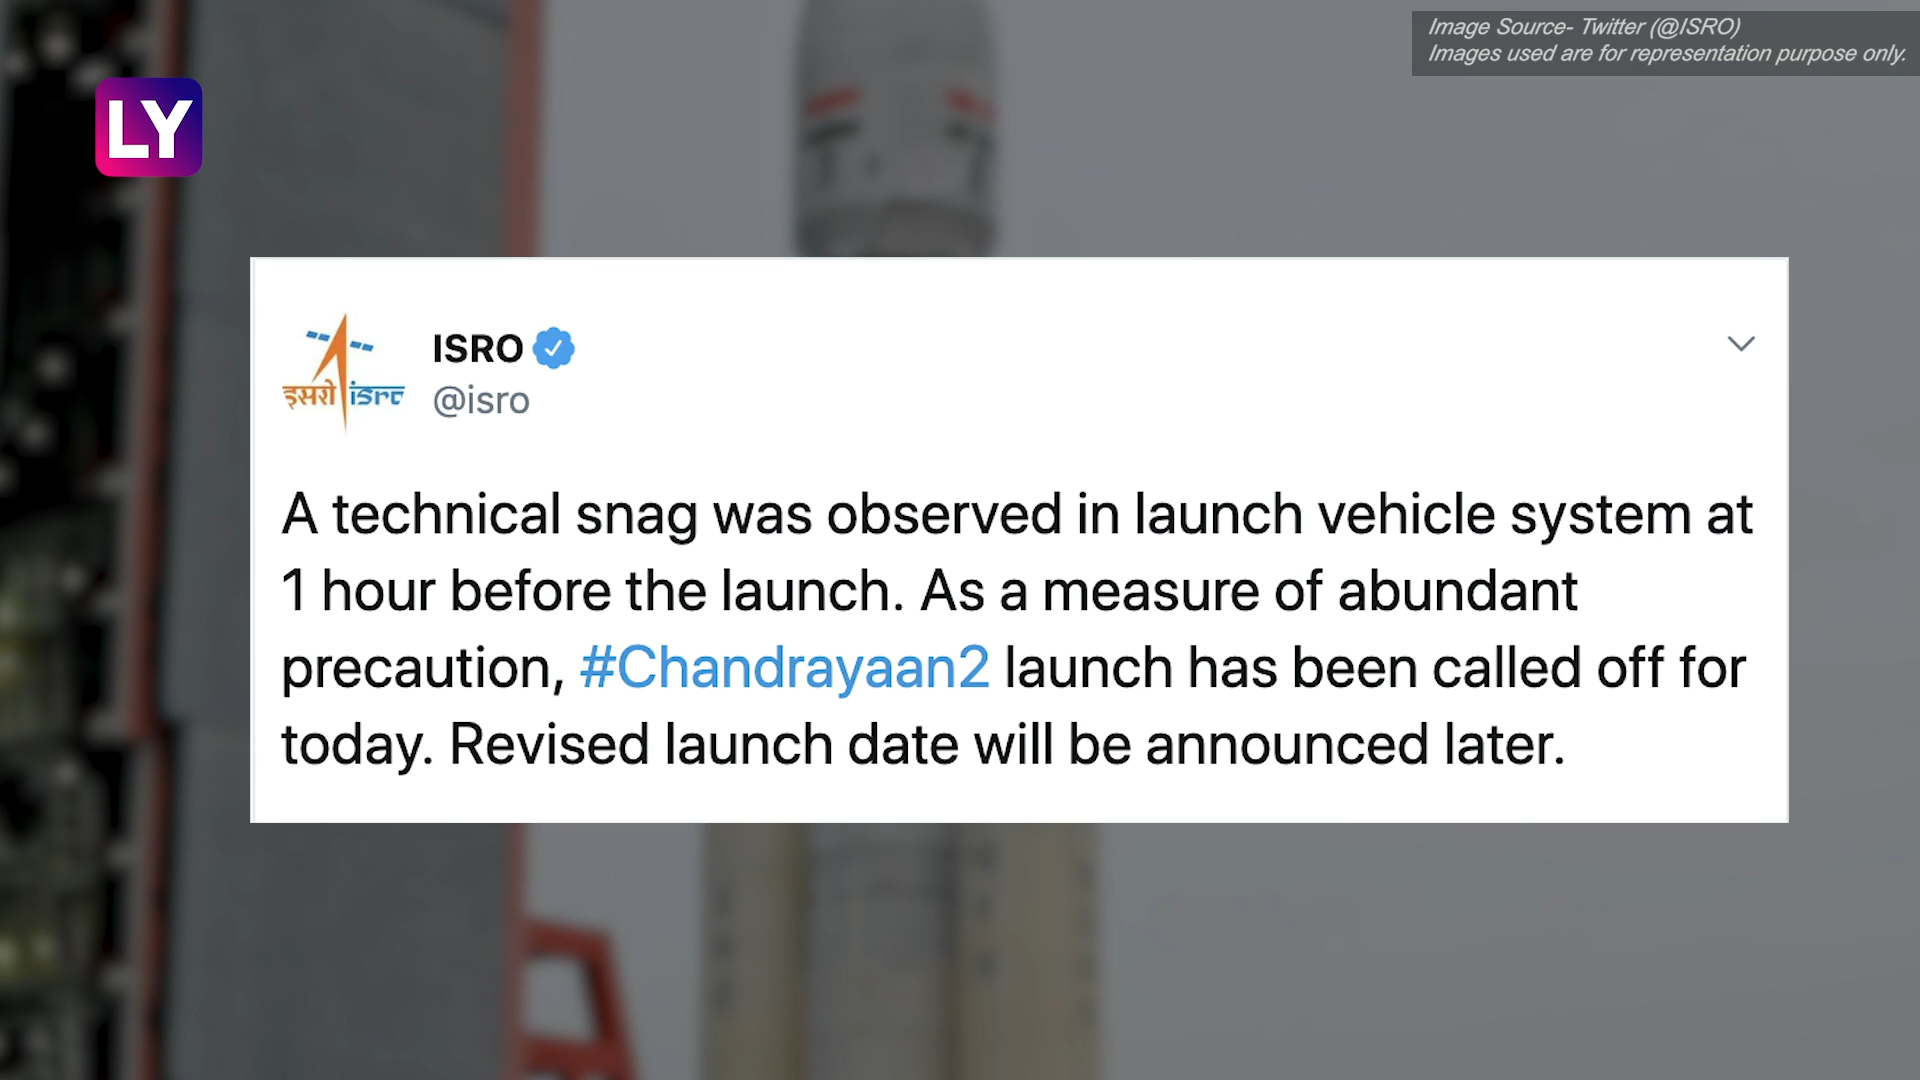 Image Source- Twitter (@ISRO)
Images used are for representation purpose only.
LY
इसरो isro
ISRO
@isro
A technical snag was observed in launch vehicle system at
1 hour before the launch. As a measure of abundant
precaution, #Chandrayaan2 launch has been called off for
today. Revised launch date will be announced later.